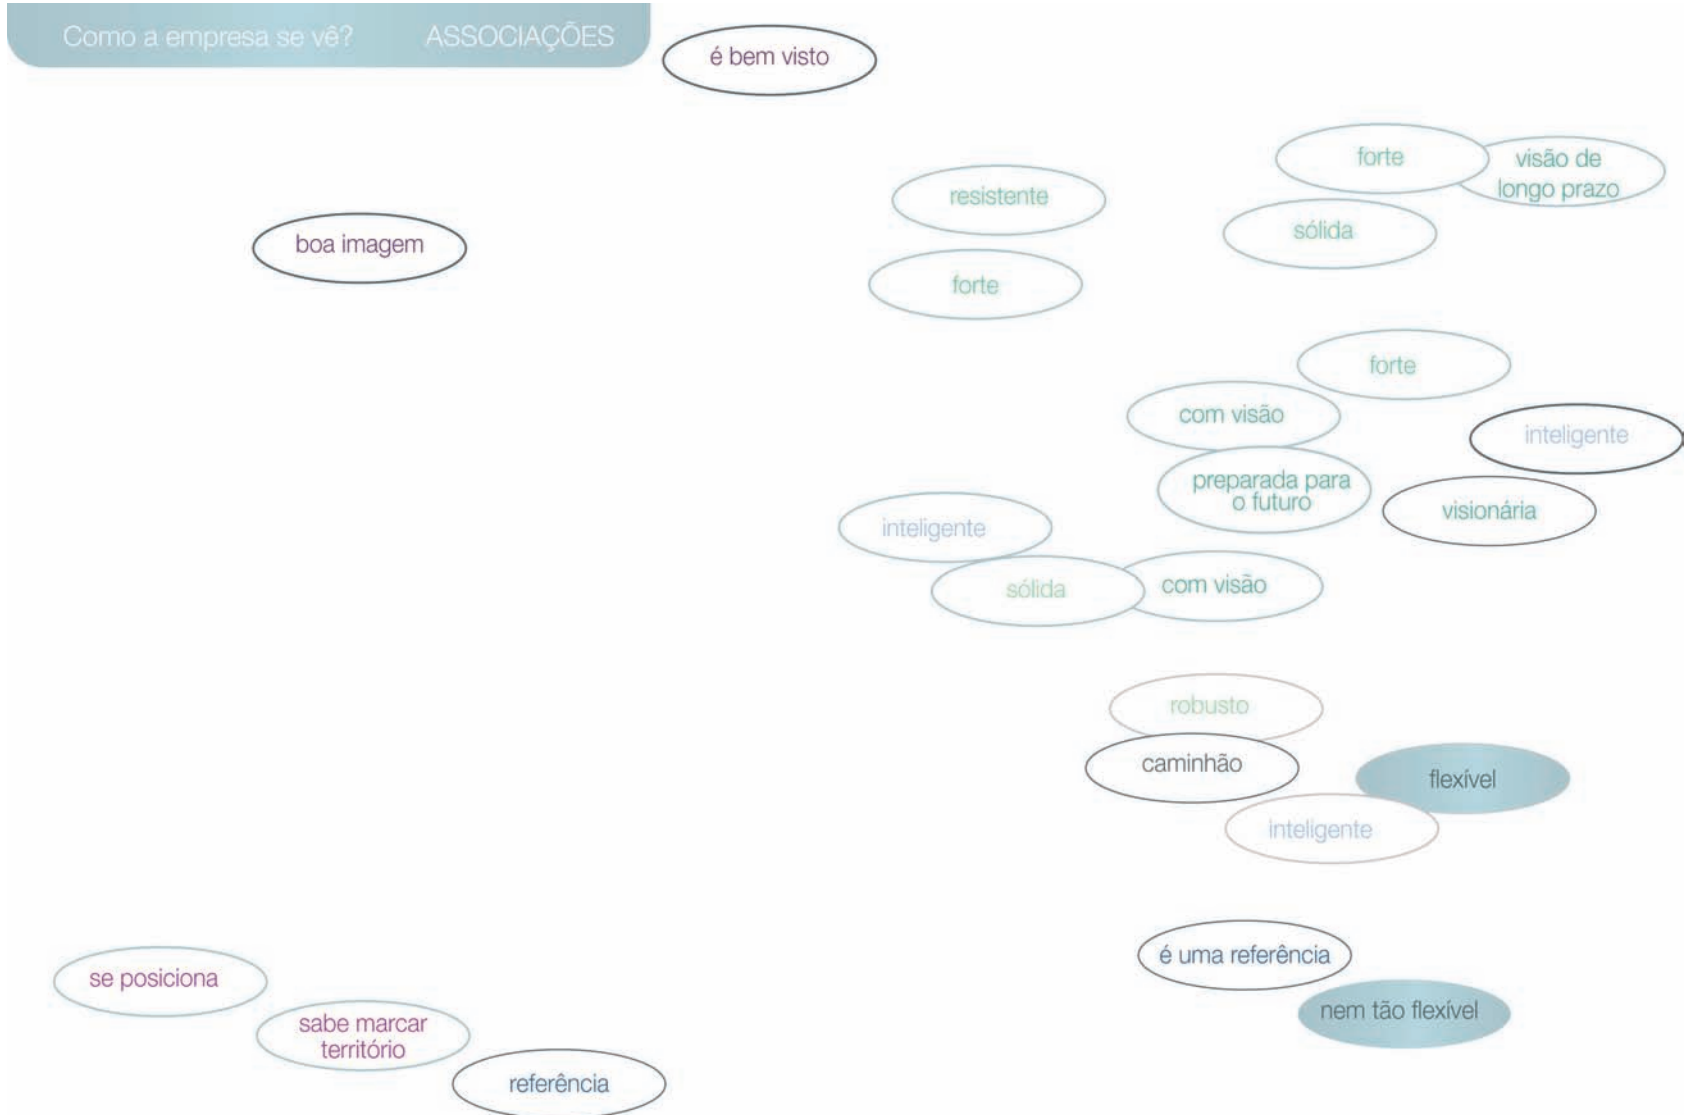 Como a empresa se vê? ASSOCIAÇÕES
é bem visto
forte
visão de
longo prazo
resistente
sólida
boa imagem
forte
forte
com visão
inteligente
preparada para
o futuro
visionária
inteligente
sólida
com visão
robusto
caminhão
flexível
inteligente
é uma referência
se posiciona
nem tão flexível
sabe marcar
território
referência